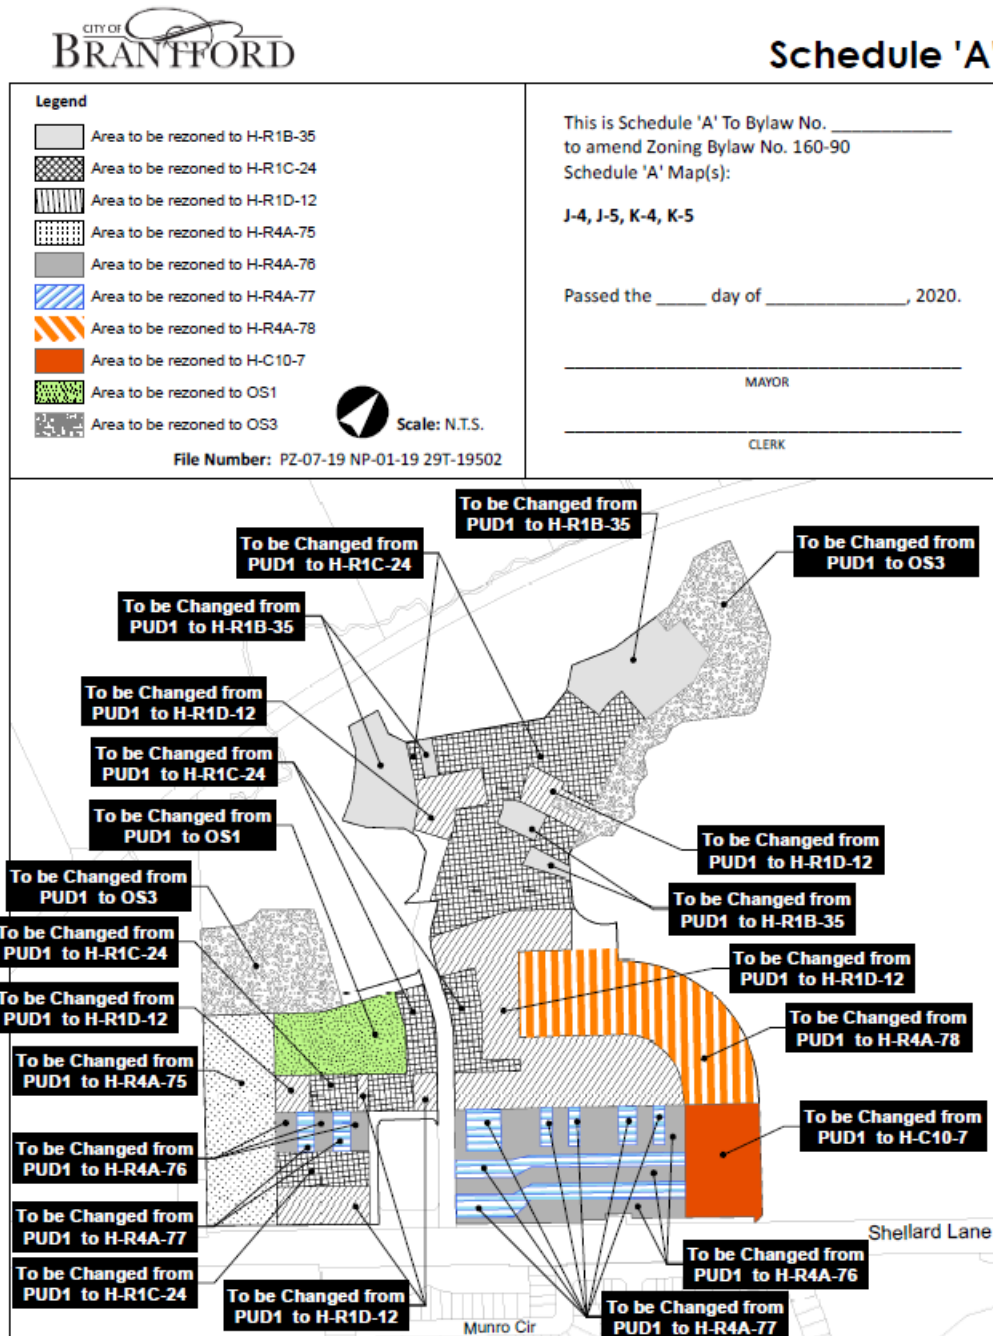 CITY OF
BRANTFORD
Schedule 'A'
Legend
Area to be rezoned to H-R1B-35
Area to be rezoned to H-R1C-24
Area to be rezoned to H-R1D-12
Area to be rezoned to H-R4A-75
Area to be rezoned to H-R4A-76
Area to be rezoned to H-R4A-77
Area to be rezoned to H-R4A-78
Area to be rezoned to H-C10-7
Area to be rezoned to OS1
Area to be rezoned to OS3
Scale: N.T.S.
File Number: PZ-07-19 NP-01-19 29T-19502
This is Schedule 'A' To Bylaw No. ____________
to amend Zoning Bylaw No. 160-90
Schedule 'A' Map(s):
J-4, J-5, K-4, K-5
Passed the _____ day of ______________, 2020.
MAYOR
CLERK
To be Changed from
PUD1 to H-R1B-35
To be Changed from
PUD1 to H-R1C-24
To be Changed from
PUD1 to OS3
To be Changed from
PUD1 to H-R1B-35
To be Changed from
PUD1 to H-R1D-12
To be Changed from
PUD1 to H-R1C-24
To be Changed from
PUD1 to OS1
To be Changed from
PUD1 to H-R1D-12
To be Changed from
PUD1 to OS3
To be Changed from
PUD1 to H-R1B-35
To be Changed from
PUD1 to H-R1C-24
To be Changed from
PUD1 to H-R1D-12
To be Changed from
PUD1 to H-R1D-12
To be Changed from
PUD1 to H-R4A-78
To be Changed from
PUD1 to H-R4A-75
To be Changed from
PUD1 to H-C10-7
To be Changed from
PUD1 to H-R4A-76
To be Changed from
PUD1 to H-R4A-77
Shellard Lane
To be Changed from
PUD1 to H-R4A-76
To be Changed from
PUD1 to H-R1C-24
To be Changed from
PUD1 to H-R1D-12
To be Changed from
PUD1 to H-R4A-77
Munro Cir